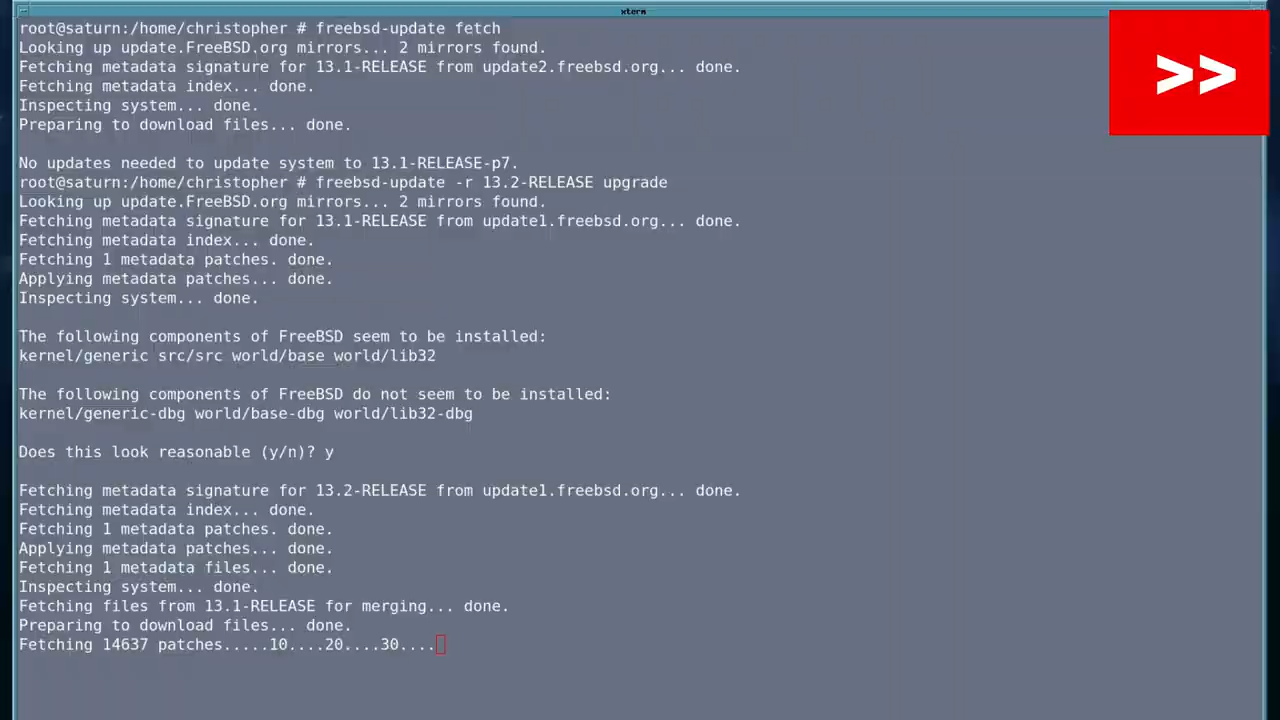 xterm
>>
root@saturn:/home/christopher # freebsd-update fetch
Looking up update.FreeBSD.org mirrors... 2 mirrors found.
Fetching metadata signature for 13.1-RELEASE from update2.freebsd.org... done.
Fetching metadata index... done.
Inspecting system... done.
Preparing to download files... done.
No updates needed to update system to 13.1-RELEASE-p7.
root@saturn:/home/christopher # freebsd-update -r 13.2-RELEASE upgrade
Looking up update.FreeBSD.org mirrors... 2 mirrors found.
Fetching metadata signature for 13.1-RELEASE from update1.freebsd.org... done.
Fetching metadata index... done.
Fetching 1 metadata patches. done.
Applying metadata patches... done.
Inspecting system... done.
The following components of FreeBSD seem to be installed:
kernel/generic src/src world/base world/lib32
The following components of FreeBSD do not seem to be installed:
kernel/generic-dbg world/base-dbg world/lib32-dbg
Does this look reasonable (y/n)? y
Fetching metadata signature for 13.2-RELEASE from update1.freebsd.org... done.
Fetching metadata index... done.
Fetching 1 metadata patches. done.
Applying metadata patches... done.
Fetching 1 metadata files... done.
Inspecting system... done.
Fetching files from 13.1-RELEASE for merging... done.
Preparing to download files... done.
Fetching 14637 patches.....10....20....30....